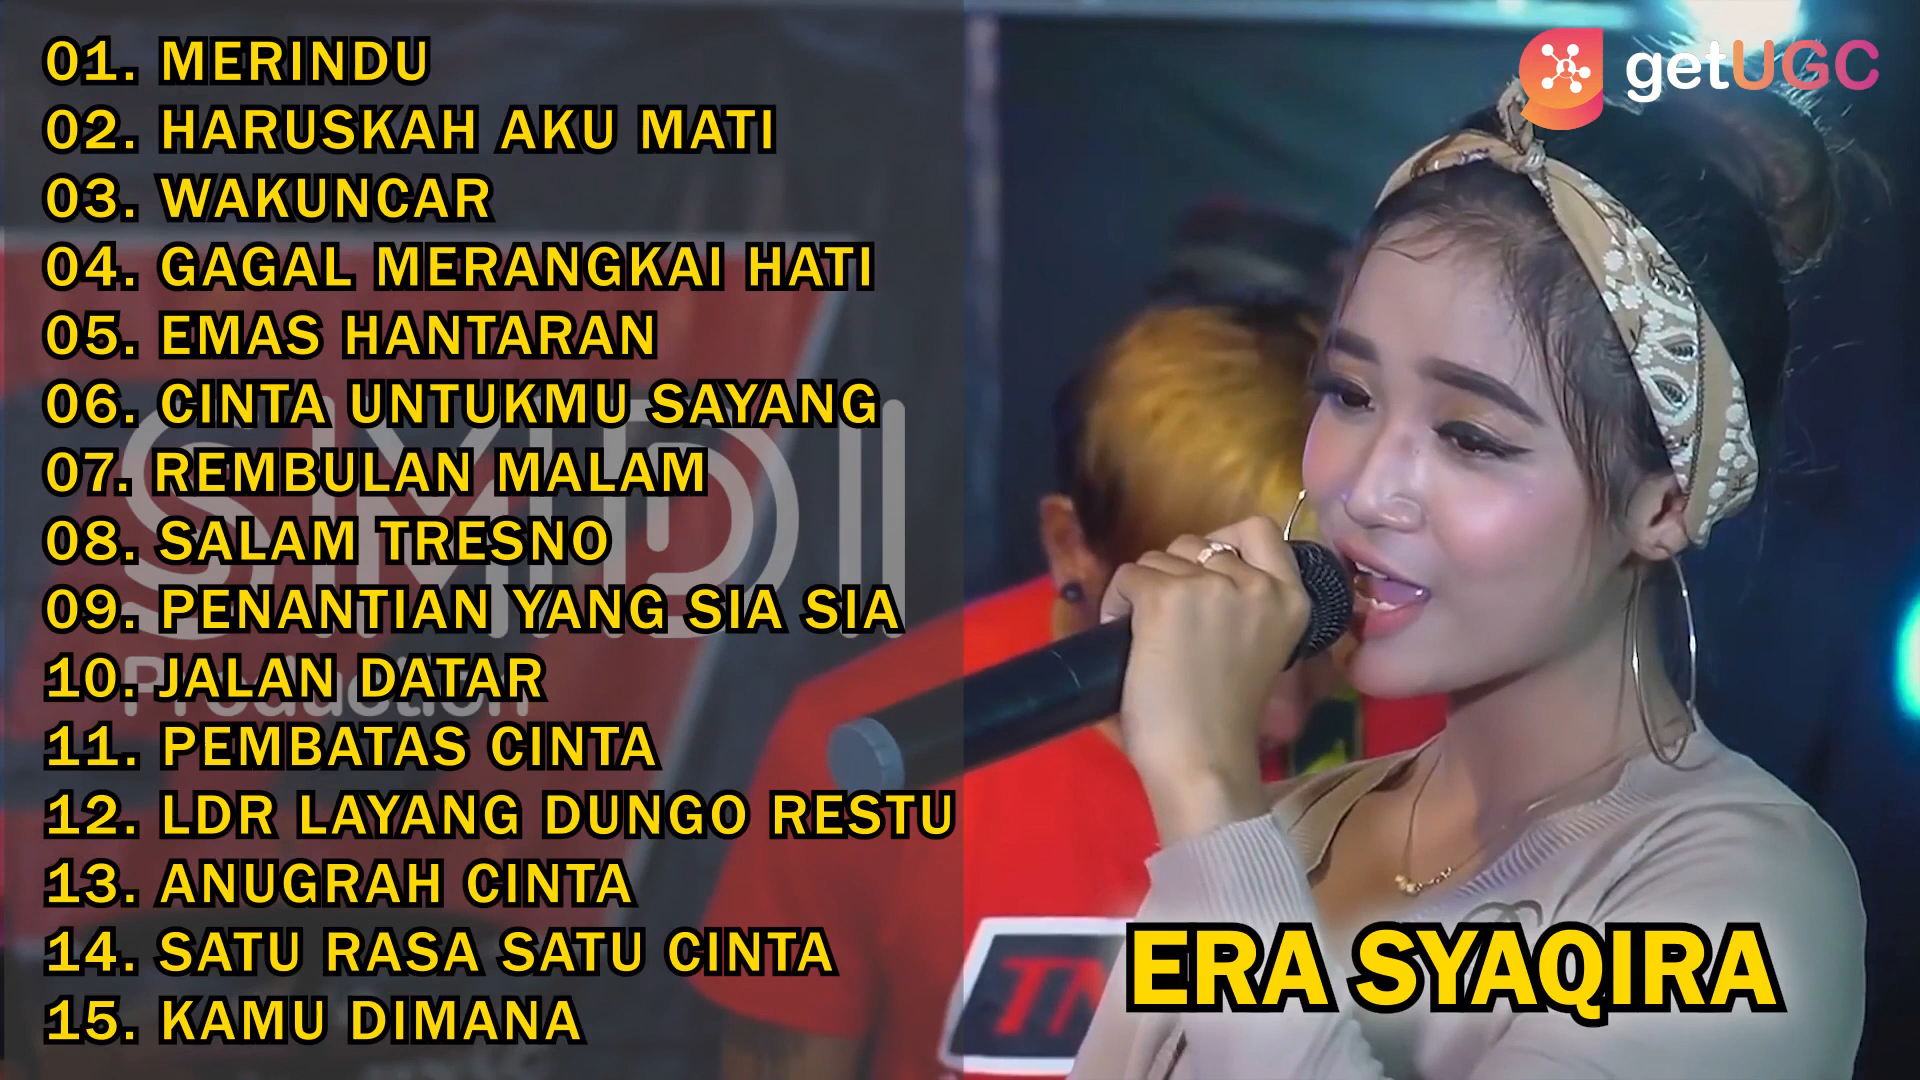 01. MERINDU
02. HARUSKAH AKU MATI
03. WAKUNCAR
04. GAGAL MERANGKAI HATI
05. EMAS HANTARAN
06. CINTA UNTUKMU SAYANG
07. REMBULAN MALAM
08. SALAM TRESNO
09. PENANTIAN YANG SIA SIA
10. JALAN DATAR
11. PEMBATAS CINTA
12. LDR LAYANG DUNGO RESTU
13. ANUGRAH CINTA
14. SATU RASA SATU CINTA
15. KAMU DIMANA
SMDI
Production
getUGC
ERA SYAQIRA